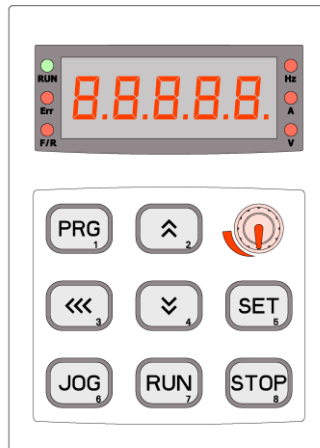 RUN
Hz
8.8.8.8.8.
Err
A
F/R
V
PRG 1
2
3
4
SET 5
JOG 6
RUN 7
STOP 8